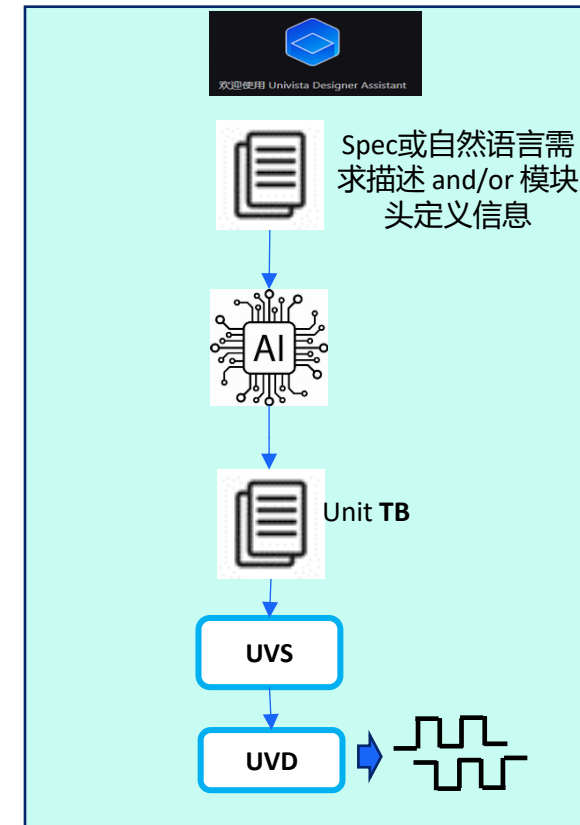 欢迎使用 Univista Designer Assistant
Spec或自然语言需
求描述 and/or 模块
头定义信息
AI
Unit TB
UVS
UVD